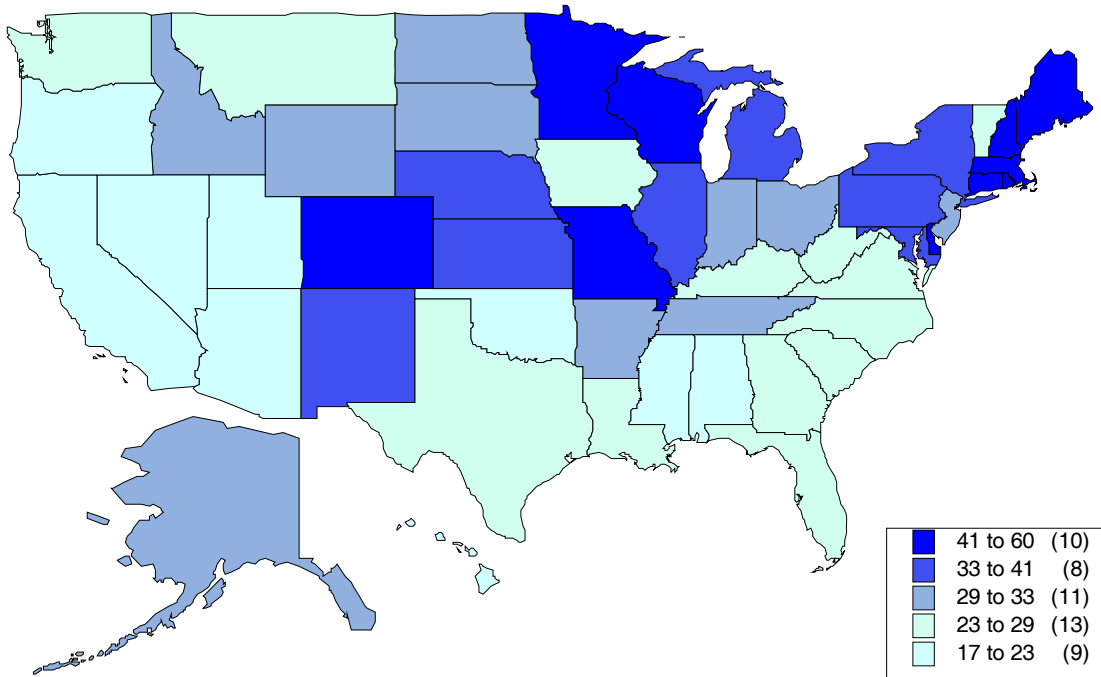 41 to 60 (10)
33 to 41 (8)
29 to 33 (11)
23 to 29 (13)
17 to 23 (9)